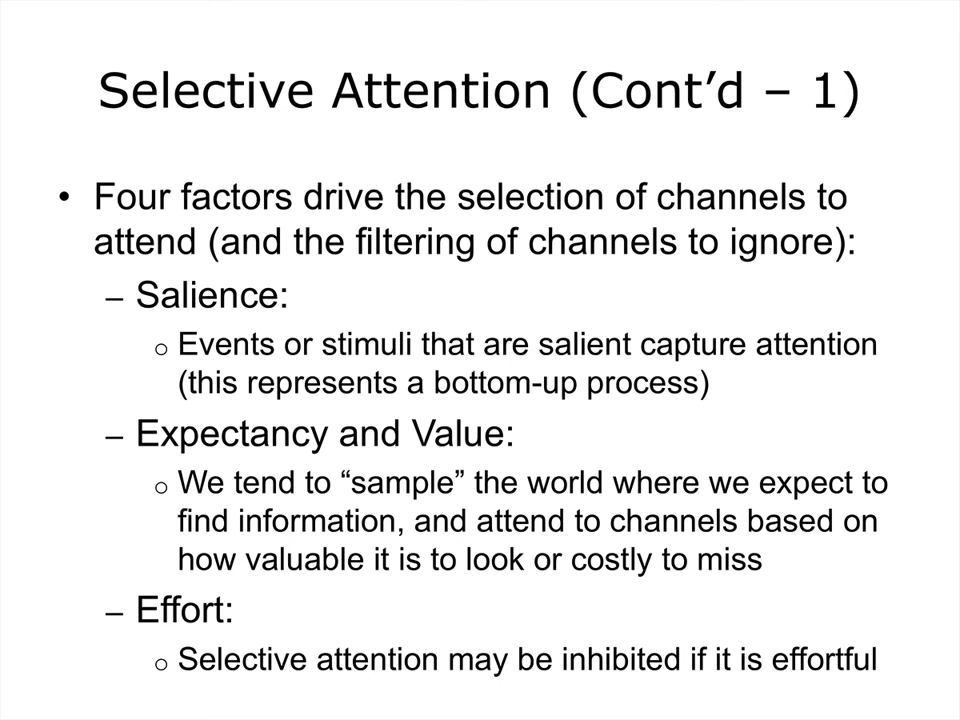 Selective Attention (Cont’d – 1)
• Four factors drive the selection of channels to
attend (and the filtering of channels to ignore):
– Salience:
o Events or stimuli that are salient capture attention
(this represents a bottom-up process)
– Expectancy and Value:
o We tend to “sample” the world where we expect to
find information, and attend to channels based on
how valuable it is to look or costly to miss
– Effort:
o Selective attention may be inhibited if it is effortful